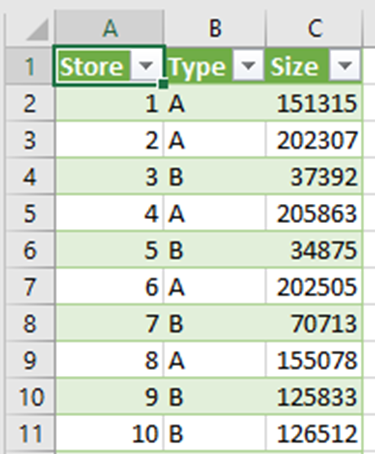 A B C
1 Store Type Size
2 1 A 151315
3 2 A 202307
4 3 B 37392
5 4 A 205863
6 5 B 34875
7 6 A 202505
8 7 B 70713
9 8 A 155078
10 9 B 125833
11 10 B 126512